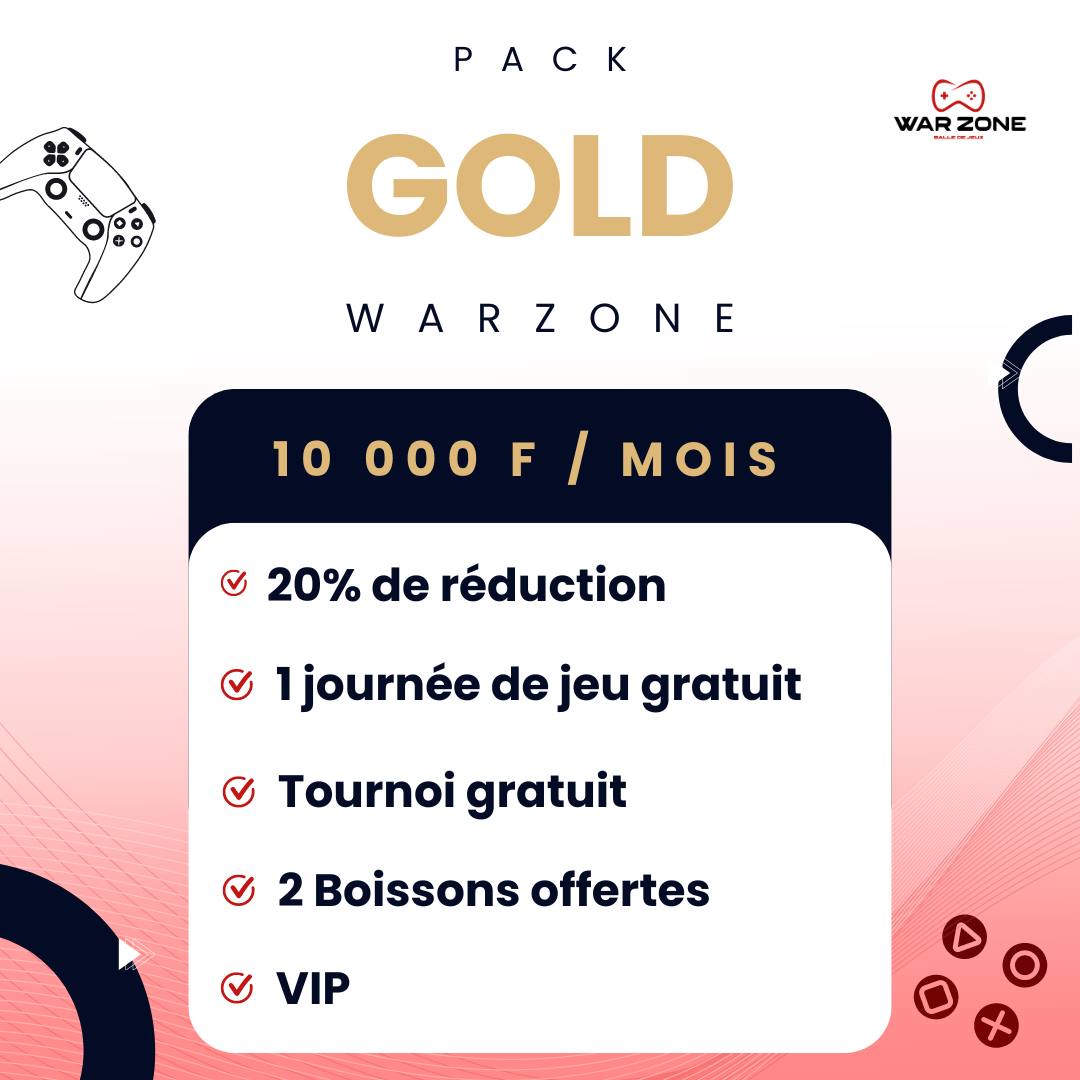 PACK
WAR ZONE
SALLE DE JEUX
GOLD
WARZONE
10 000 F / MOIS
20% de réduction
1 journée de jeu gratuit
Tournoi gratuit
2 Boissons offertes
VIP